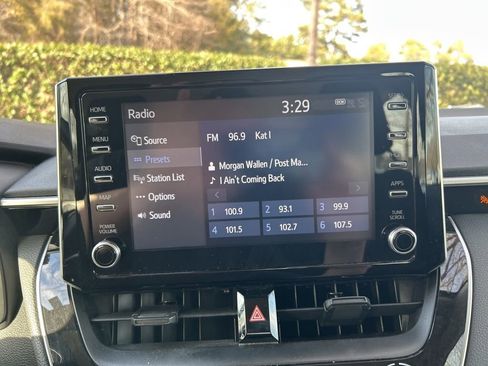 Radio
3:29
DCM
HOME
MENU
AUDIO
MAP
POWER
VOLUME
Source
Presets
Station List
Options
Sound
FM 96.9 Kat I
Morgan Wallen / Post Ma...
I Ain't Coming Back
1 100.9 2 93.1 3 99.9
4 101.5 5 102.7 6 107.5
APPS
TUNE
SCROLL